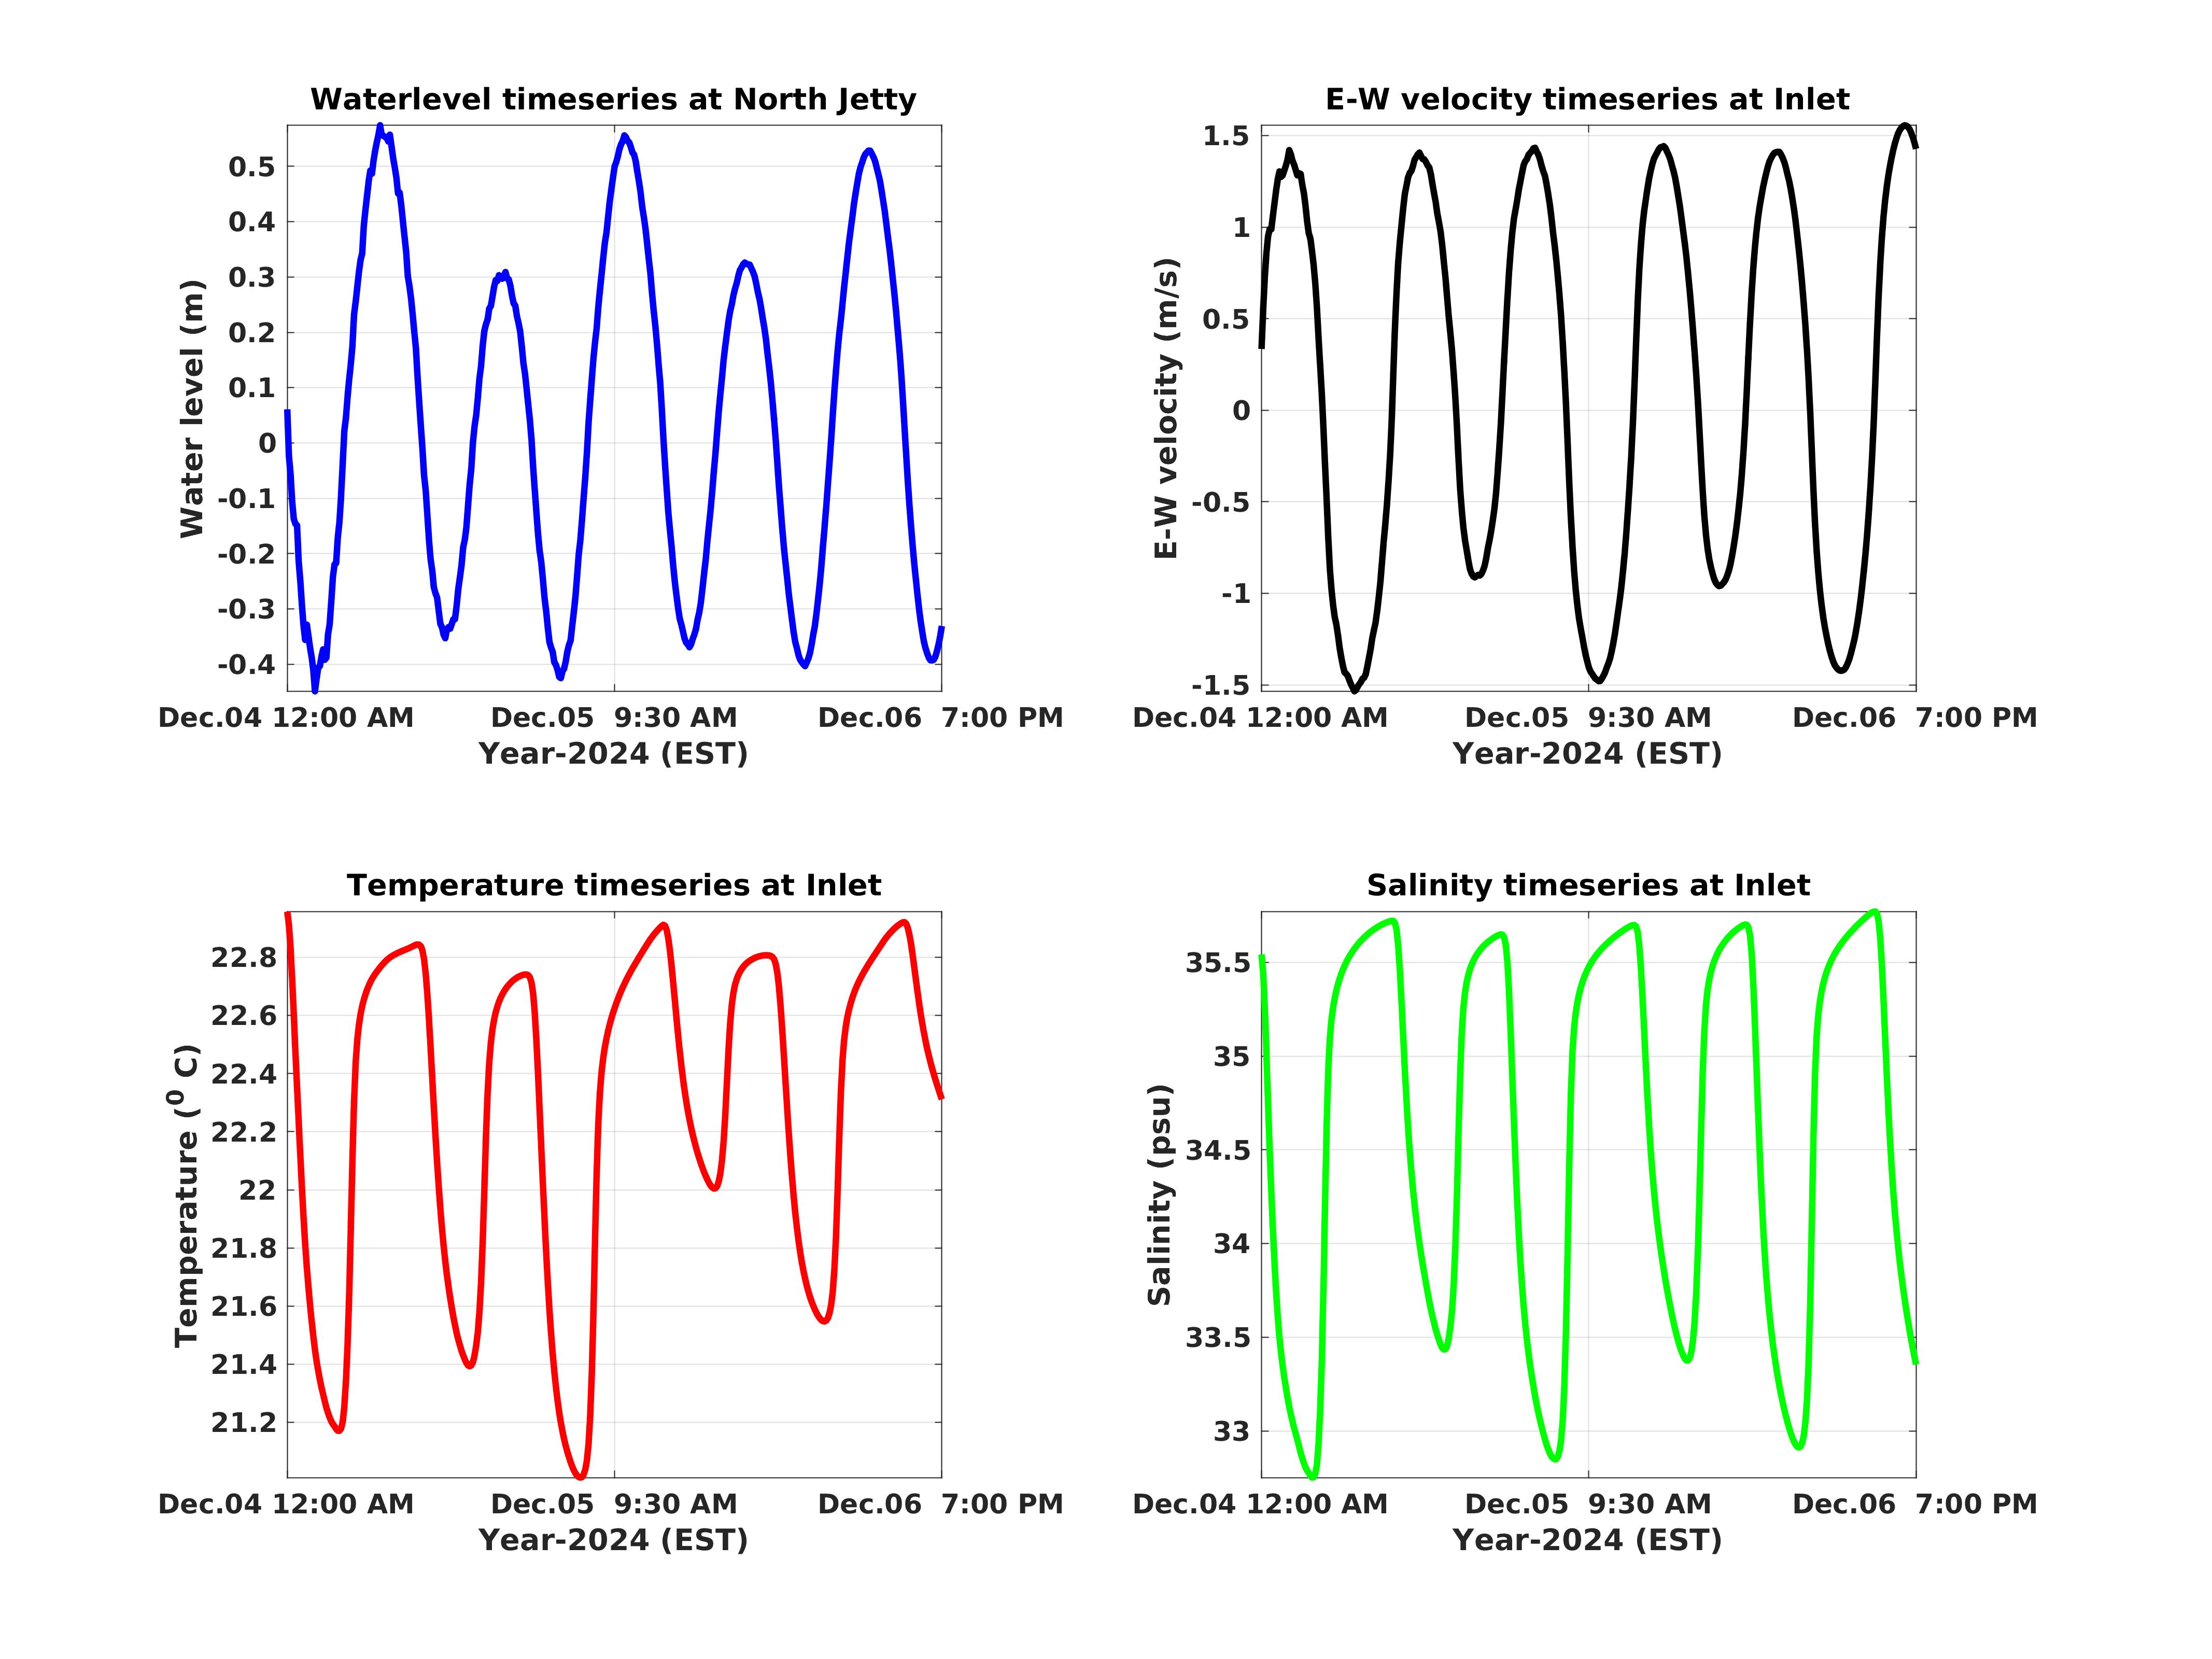 Waterlevel timeseries at North Jetty
Water level (m)
0.5
0.4
0.3
0.2
0.1
0
-0.1
-0.2
-0.3
-0.4
Dec.04 12:00 AM Dec.05 9:30 AM Dec.06 7:00 PM
Year-2024 (EST)
E-W velocity timeseries at Inlet
E-W velocity (m/s)
1.5
1
0.5
0
-0.5
-1
-1.5
Dec.04 12:00 AM Dec.05 9:30 AM Dec.06 7:00 PM
Year-2024 (EST)
Temperature timeseries at Inlet
Temperature (⁰ C)
22.8
22.6
22.4
22.2
22
21.8
21.6
21.4
21.2
Dec.04 12:00 AM Dec.05 9:30 AM Dec.06 7:00 PM
Year-2024 (EST)
Salinity timeseries at Inlet
Salinity (psu)
35.5
35
34.5
34
33.5
33
Dec.04 12:00 AM Dec.05 9:30 AM Dec.06 7:00 PM
Year-2024 (EST)